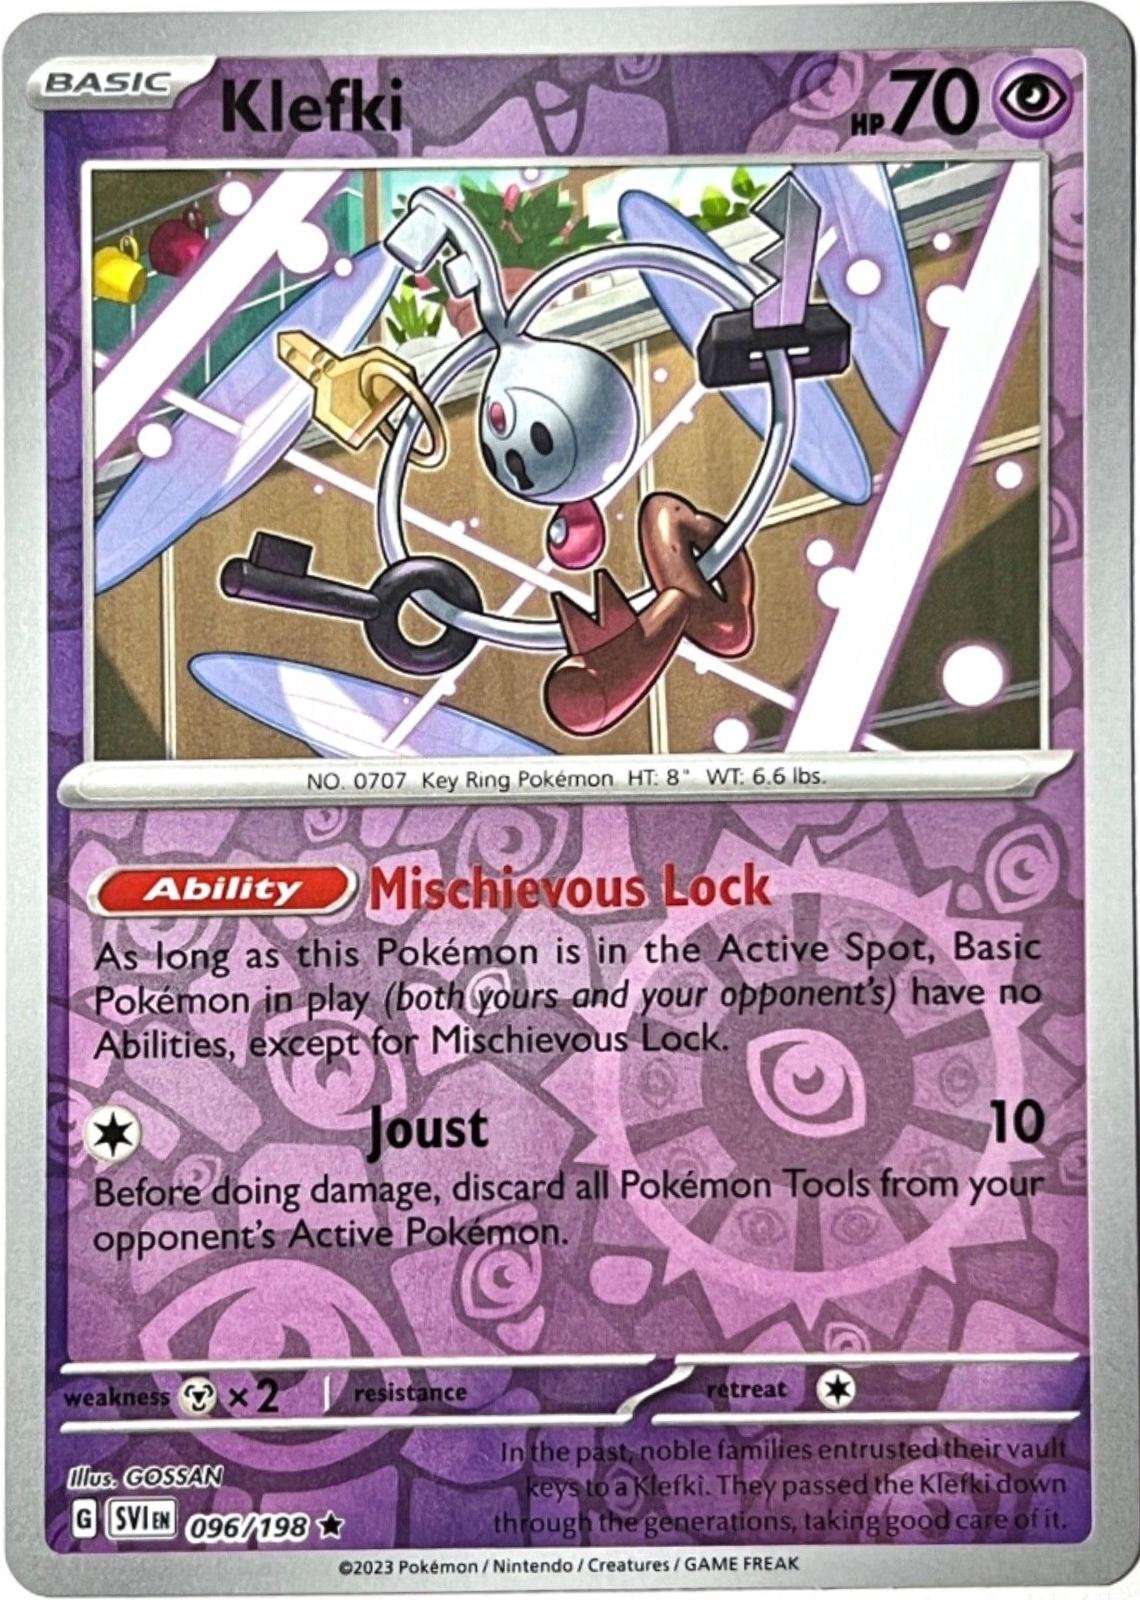 BASIC Klefki HP 70
NO. 0707 Key Ring Pokémon HT: 8" WT: 6.6 lbs.
Ability Mischievous Lock
As long as this Pokémon is in the Active Spot, Basic
Pokémon in play (both yours and your opponent's) have no
Abilities, except for Mischievous Lock.
Joust 10
Before doing damage, discard all Pokémon Tools from your
opponent's Active Pokémon.
weakness ×2 resistance retreat
In the past, noble families entrusted their vault
keys to a Klefki. They passed the Klefki down
through the generations, taking good care of it.
Illus. GOSSAN
G SVI EN 096/198 ★
©2023 Pokémon / Nintendo / Creatures / GAME FREAK